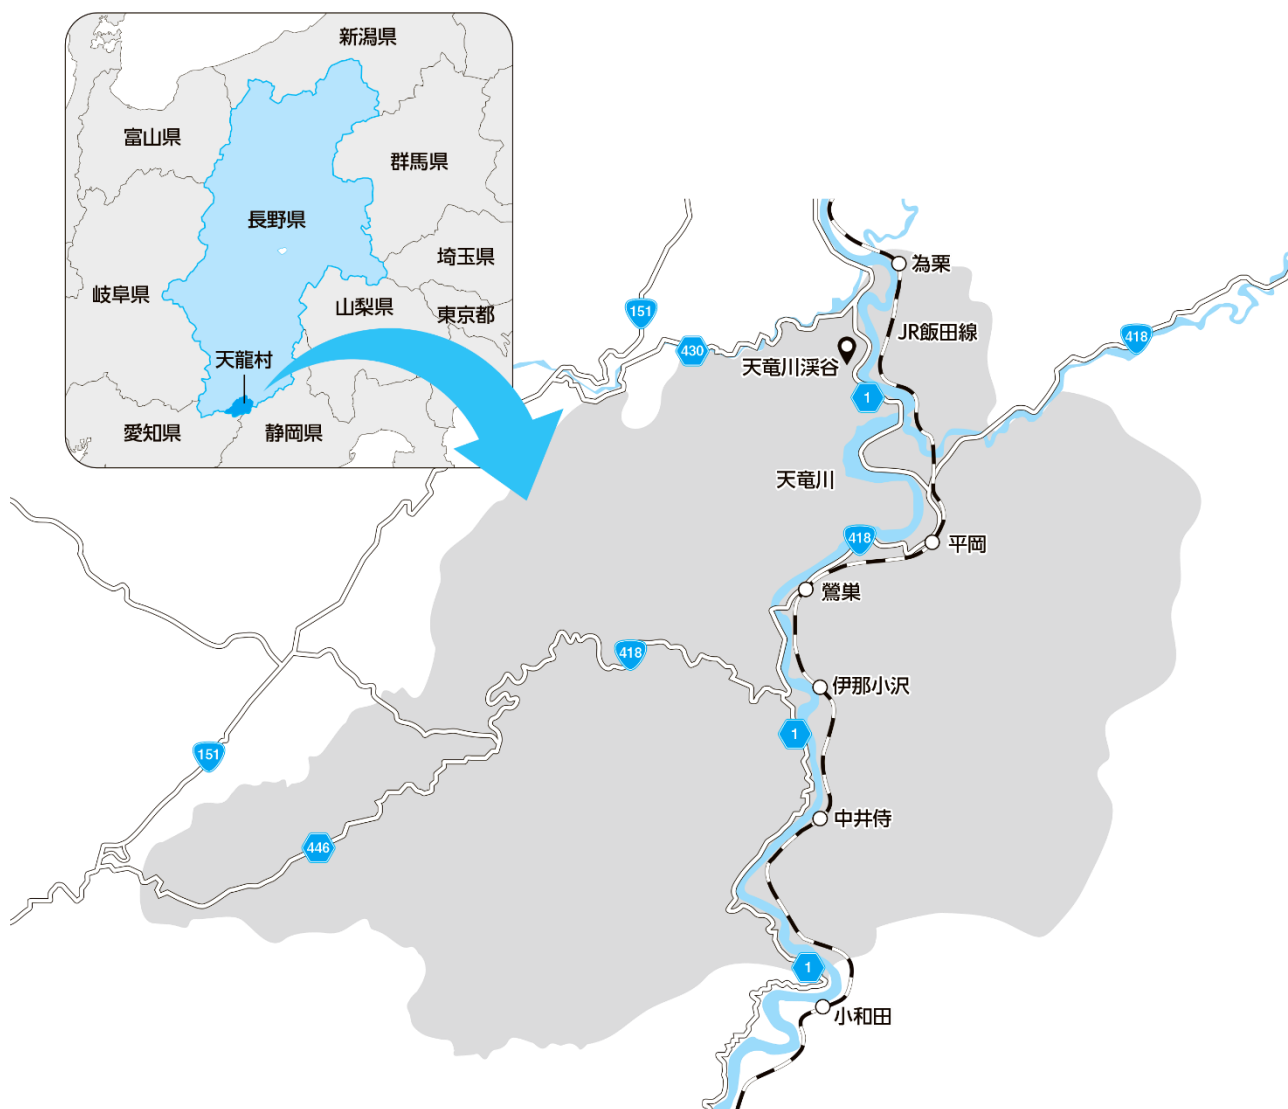 新潟県
富山県
群馬県
長野県
埼玉県
岐阜県
山梨県
東京都
天龍村
愛知県
静岡県
為栗
151
JR飯田線
418
430
天竜川渓谷
1
天竜川
418
平岡
鶯巣
418
伊那小沢
1
151
中井侍
446
1
小和田